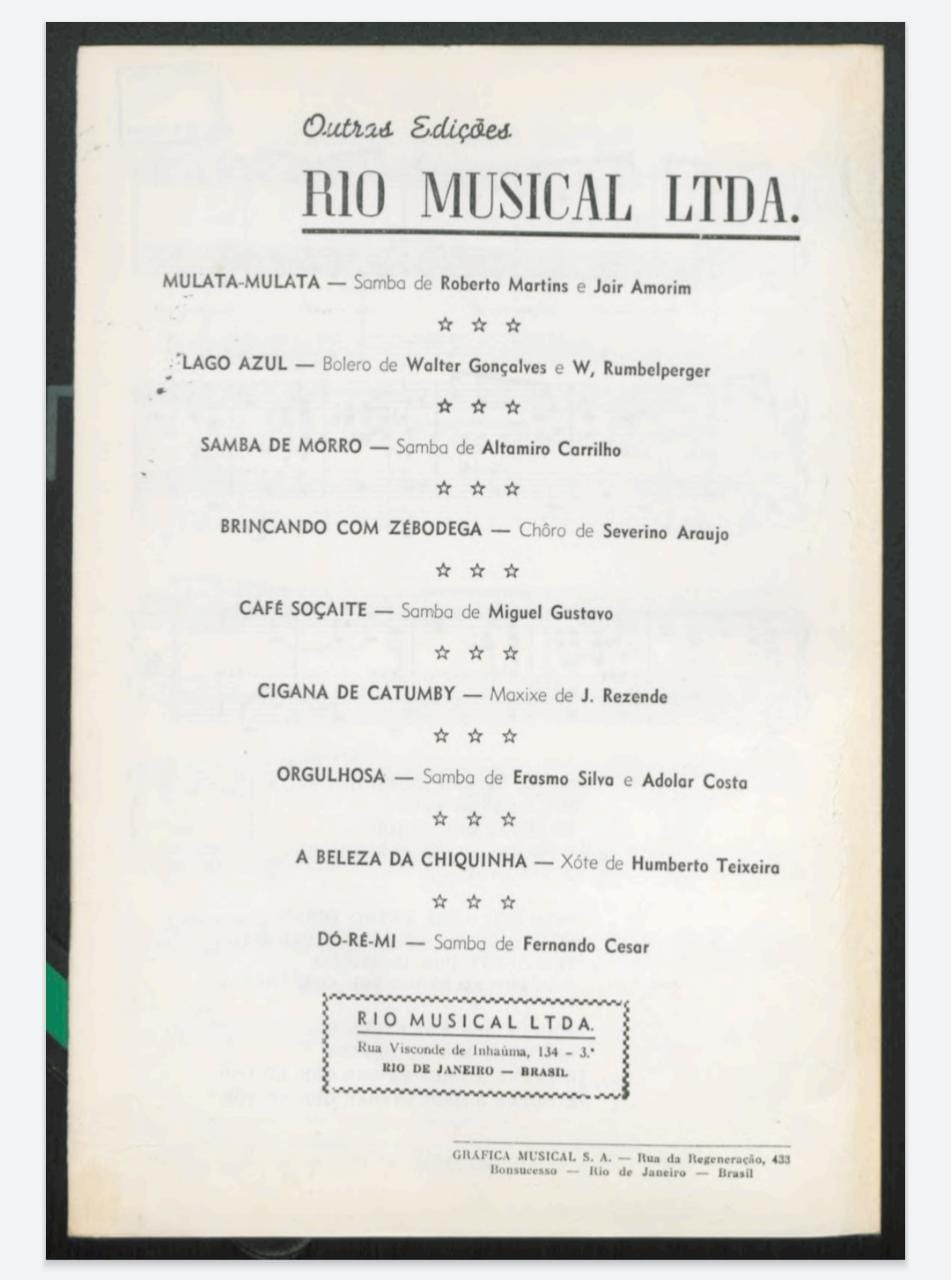 Outras Edições
RIO MUSICAL LTDA.
MULATA-MULATA — Samba de Roberto Martins e Jair Amorim
☆ ☆ ☆
LAGO AZUL — Bolero de Walter Gonçalves e W, Rumbelperger
☆ ☆ ☆
SAMBA DE MÔRRO — Samba de Altamiro Carrilho
☆ ☆ ☆
BRINCANDO COM ZÉBODEGA — Chôro de Severino Araujo
☆ ☆ ☆
CAFÉ SOÇAITE — Samba de Miguel Gustavo
☆ ☆ ☆
CIGANA DE CATUMBY — Maxixe de J. Rezende
☆ ☆ ☆
ORGULHOSA — Samba de Erasmo Silva e Adolar Costa
☆ ☆ ☆
A BELEZA DA CHIQUINHA — Xóte de Humberto Teixeira
☆ ☆ ☆
DÓ-RÉ-MI — Samba de Fernando Cesar
RIO MUSICAL LTDA.
Rua Visconde de Inhaúma, 134 - 3.º
RIO DE JANEIRO — BRASIL
GRAFICA MUSICAL S. A. — Rua da Regeneração, 433
Bonsucesso — Rio de Janeiro — Brasil